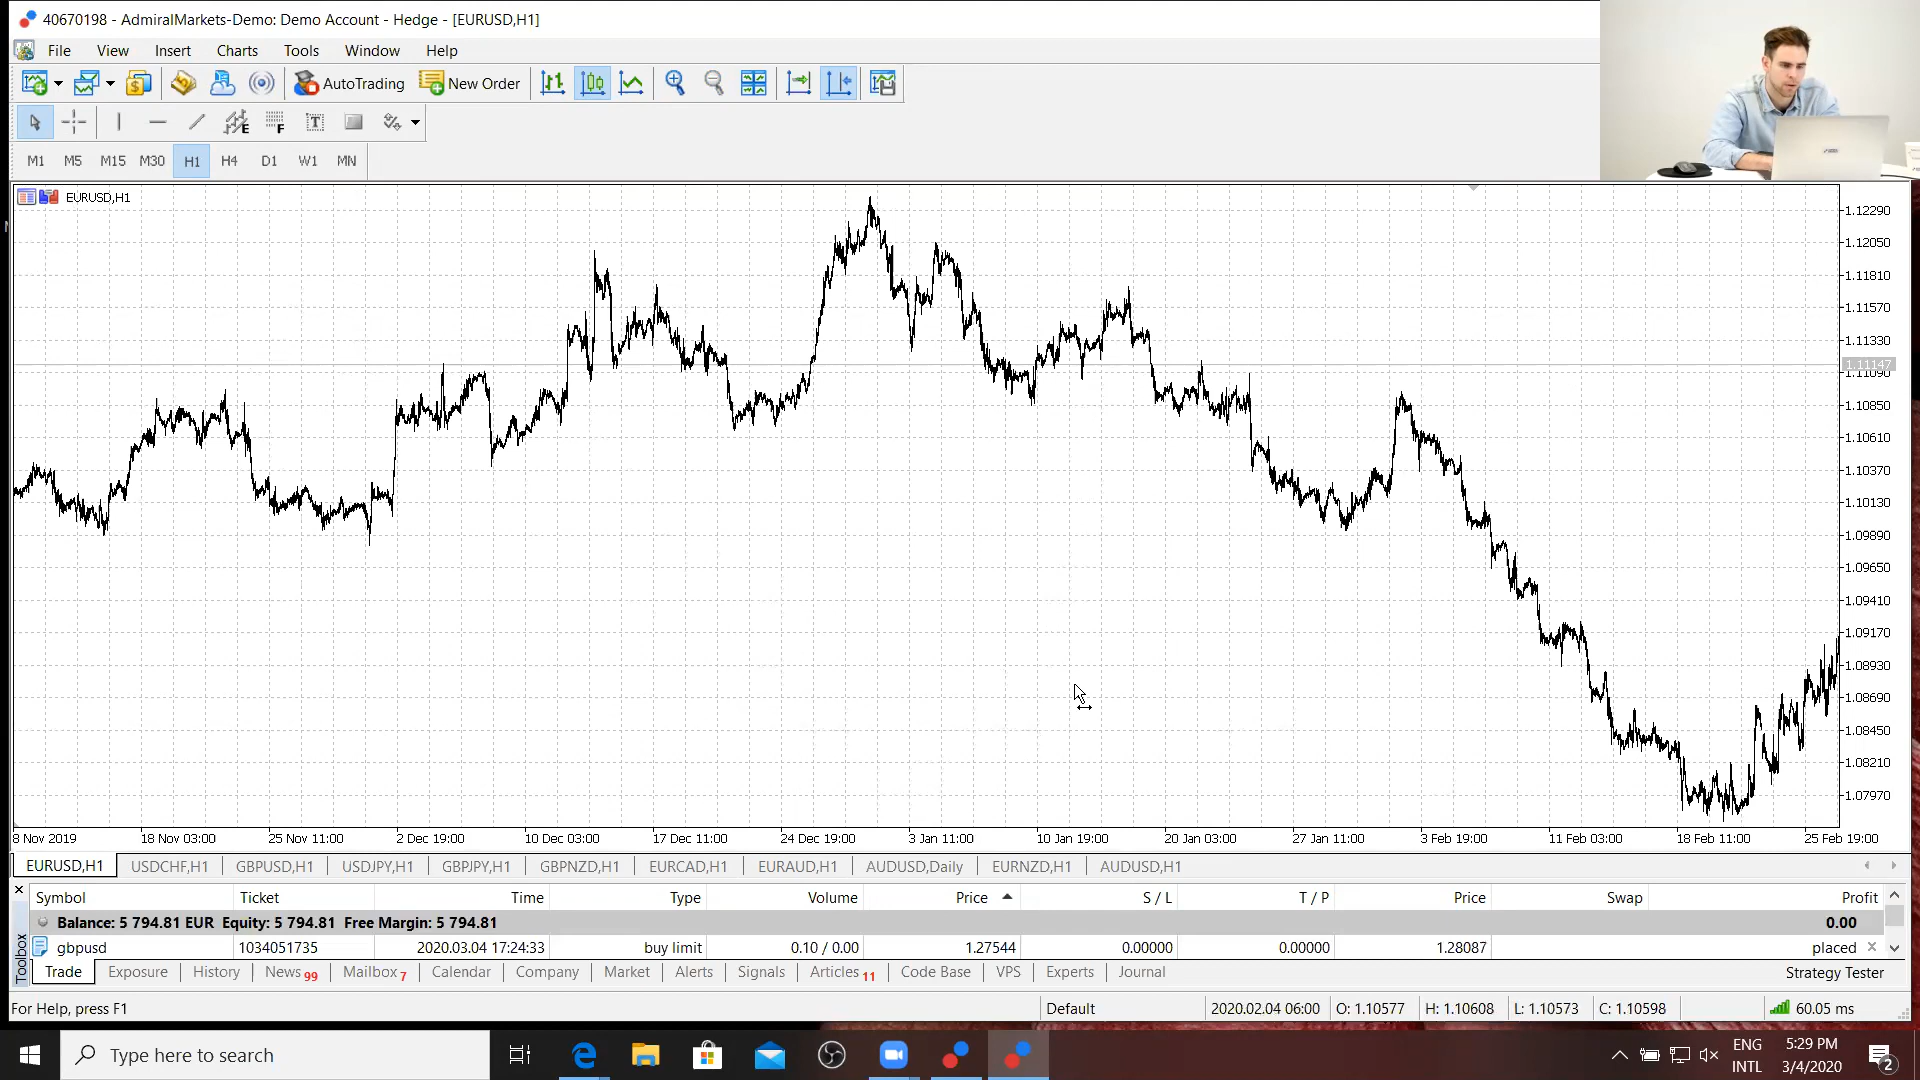 40670198 - AdmiralMarkets-Demo: Demo Account - Hedge - [EURUSD,H1]
File View Insert Charts Tools Window Help
AutoTrading New Order
E F T
M1 M5 M15 M30 H1 H4 D1 W1 MN
EURUSD,H1
1.12290
1.12050
1.11810
1.11570
1.11330
1.11147
1.11090
1.10850
1.10610
1.10370
1.10130
1.09890
1.09650
1.09410
1.09170
1.08930
1.08690
1.08450
1.08210
1.07970
8 Nov 2019 18 Nov 03:00 25 Nov 11:00 2 Dec 19:00 10 Dec 03:00 17 Dec 11:00 24 Dec 19:00 3 Jan 11:00 10 Jan 19:00 20 Jan 03:00 27 Jan 11:00 3 Feb 19:00 11 Feb 03:00 18 Feb 11:00 25 Feb 19:00
EURUSD,H1 USDCHF,H1 GBPUSD,H1 USDJPY,H1 GBPJPY,H1 GBPNZD,H1 EURCAD,H1 EURAUD,H1 AUDUSD,Daily EURNZD,H1 AUDUSD,H1
Symbol Ticket Time Type Volume Price S / L T / P Price Swap Profit
Balance: 5 794.81 EUR Equity: 5 794.81 Free Margin: 5 794.81 0.00
gbpusd 1034051735 2020.03.04 17:24:33 buy limit 0.10 / 0.00 1.27544 0.00000 0.00000 1.28087 placed
Toolbox
Trade Exposure History News 99 Mailbox 7 Calendar Company Market Alerts Signals Articles 11 Code Base VPS Experts Journal Strategy Tester
For Help, press F1 Default 2020.02.04 06:00 O: 1.10577 H: 1.10608 L: 1.10573 C: 1.10598 60.05 ms
Type here to search ENG 5:29 PM
INTL 3/4/2020 2